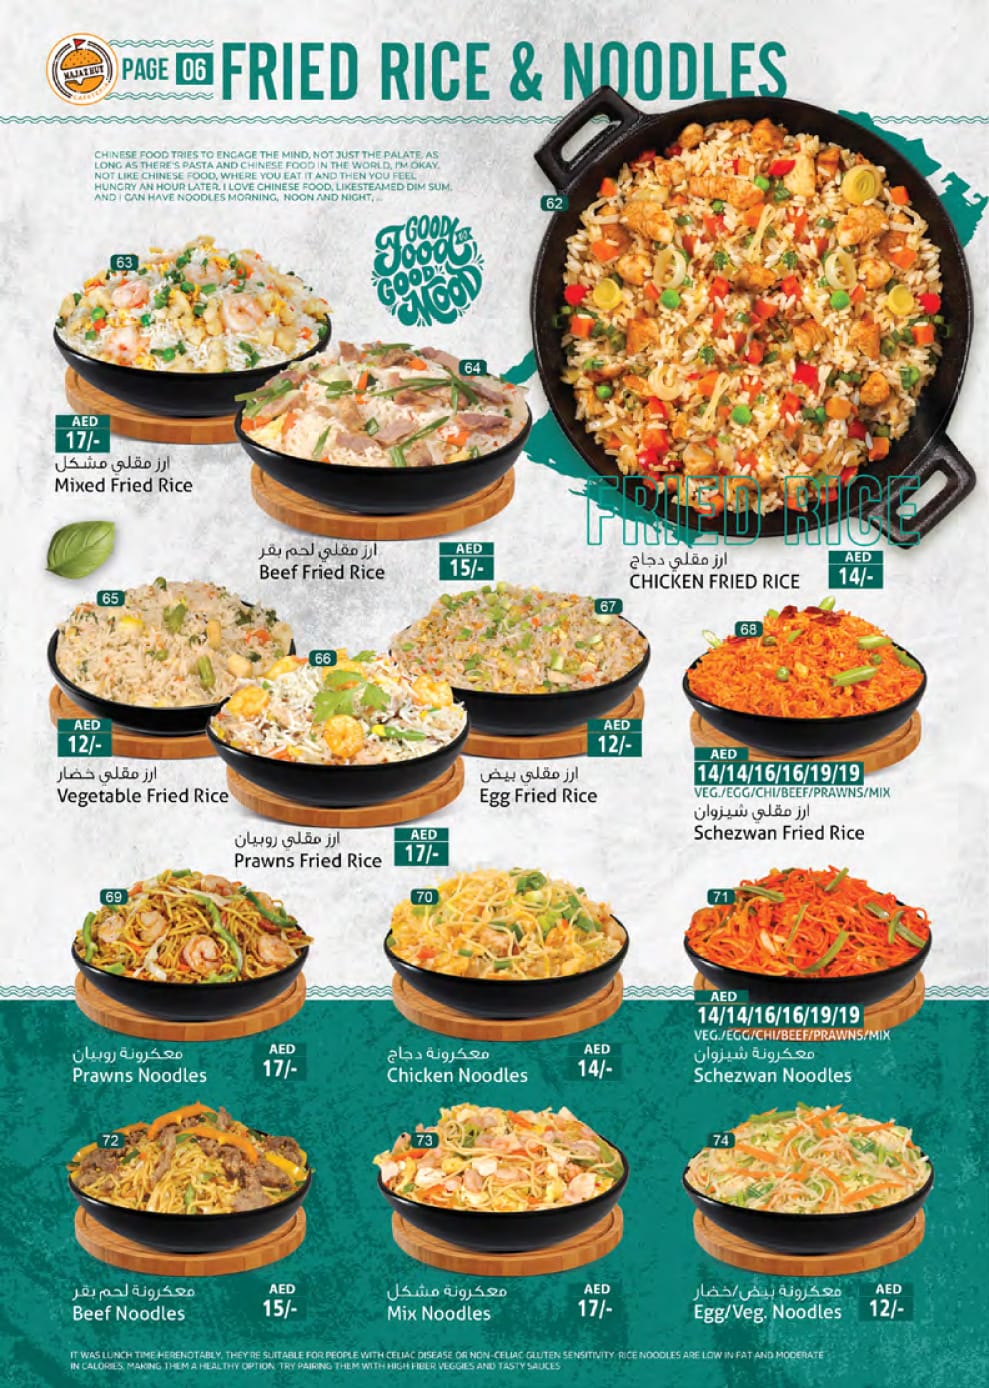 MAJAZ HUT
CAFETERIA
PAGE 06
FRIED RICE & NOODLES
CHINESE FOOD TRIES TO ENGAGE THE MIND, NOT JUST THE PALATE, AS
LONG AS THERE'S PASTA AND CHINESE FOOD IN THE WORLD, I'M OKAY.
NOT LIKE CHINESE FOOD, WHERE YOU EAT IT AND THEN YOU FEEL
HUNGRY AN HOUR LATER. I LOVE CHINESE FOOD, LIKESTEAMED DIM SUM,
AND I CAN HAVE NOODLES MORNING, NOON AND NIGHT, ...
GOOD
Food
GOOD
MOOD
62
FRIED RICE
ارز مقلي دجاج
CHICKEN FRIED RICE
AED
14/-
63
AED
17/-
ارز مقلي مشكل
Mixed Fried Rice
64
ارز مقلي لحم بقر
Beef Fried Rice
AED
15/-
65
AED
12/-
ارز مقلي خضار
Vegetable Fried Rice
66
ارز مقلي روبيان
Prawns Fried Rice
AED
17/-
67
AED
12/-
ارز مقلي بيض
Egg Fried Rice
68
AED
14/14/16/16/19/19
VEG./EGG/CHI/BEEF/PRAWNS/MIX
ارز مقلي شيزوان
Schezwan Fried Rice
69
معكرونة روبيان
Prawns Noodles
AED
17/-
70
معكرونة دجاج
Chicken Noodles
AED
14/-
71
AED
14/14/16/16/19/19
VEG./EGG/CHI/BEEF/PRAWNS/MIX
معكرونة شيزوان
Schezwan Noodles
72
معكرونة لحم بقر
Beef Noodles
AED
15/-
73
معكرونة مشكل
Mix Noodles
AED
17/-
74
معكرونة بيض/خضار
Egg/Veg. Noodles
AED
12/-
IT WAS LUNCH TIME HERENOTABLY, THEY'RE SUITABLE FOR PEOPLE WITH CELIAC DISEASE OR NON-CELIAC GLUTEN SENSITIVITY. RICE NOODLES ARE LOW IN FAT AND MODERATE
IN CALORIES, MAKING THEM A HEALTHY OPTION. TRY PAIRING THEM WITH HIGH FIBER VEGGIES AND TASTY SAUCES